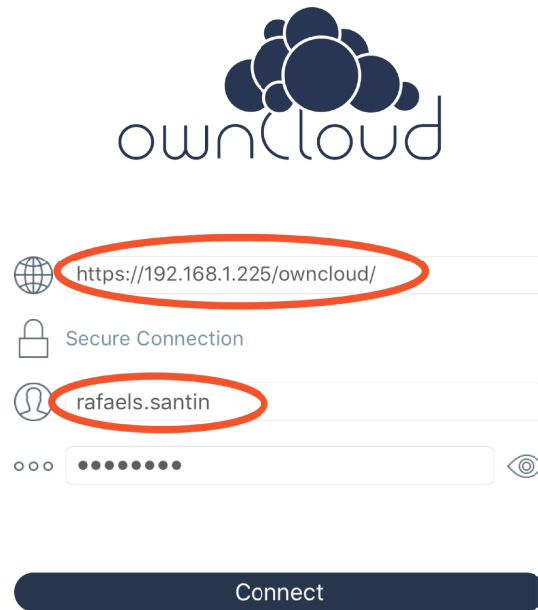 ownCloud
https://192.168.1.225/owncloud/
Secure Connection
rafaels.santin
Connect